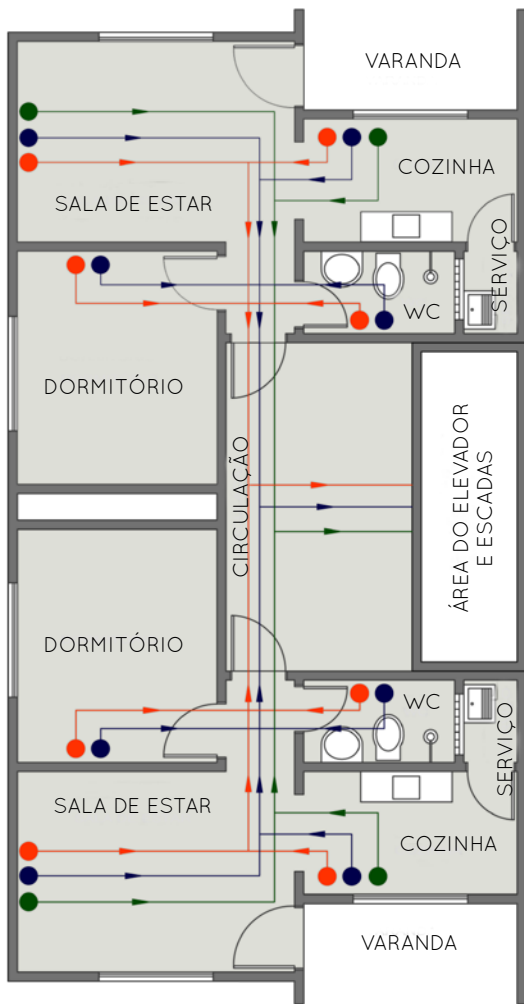 VARANDA
COZINHA
SALA DE ESTAR
SERVIÇO
WC
DORMITÓRIO
CIRCULAÇÃO
ÁREA DO ELEVADOR
E ESCADAS
DORMITÓRIO
WC
SERVIÇO
SALA DE ESTAR
COZINHA
VARANDA